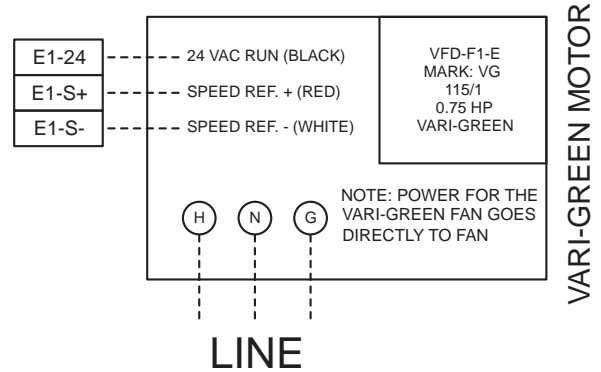 E1-24
24 VAC RUN (BLACK)
E1-S+
SPEED REF. + (RED)
E1-S-
SPEED REF. - (WHITE)
VFD-F1-E
MARK: VG
115/1
0.75 HP
VARI-GREEN
H
N
G
NOTE: POWER FOR THE
VARI-GREEN FAN GOES
DIRECTLY TO FAN
LINE
VARI-GREEN MOTOR